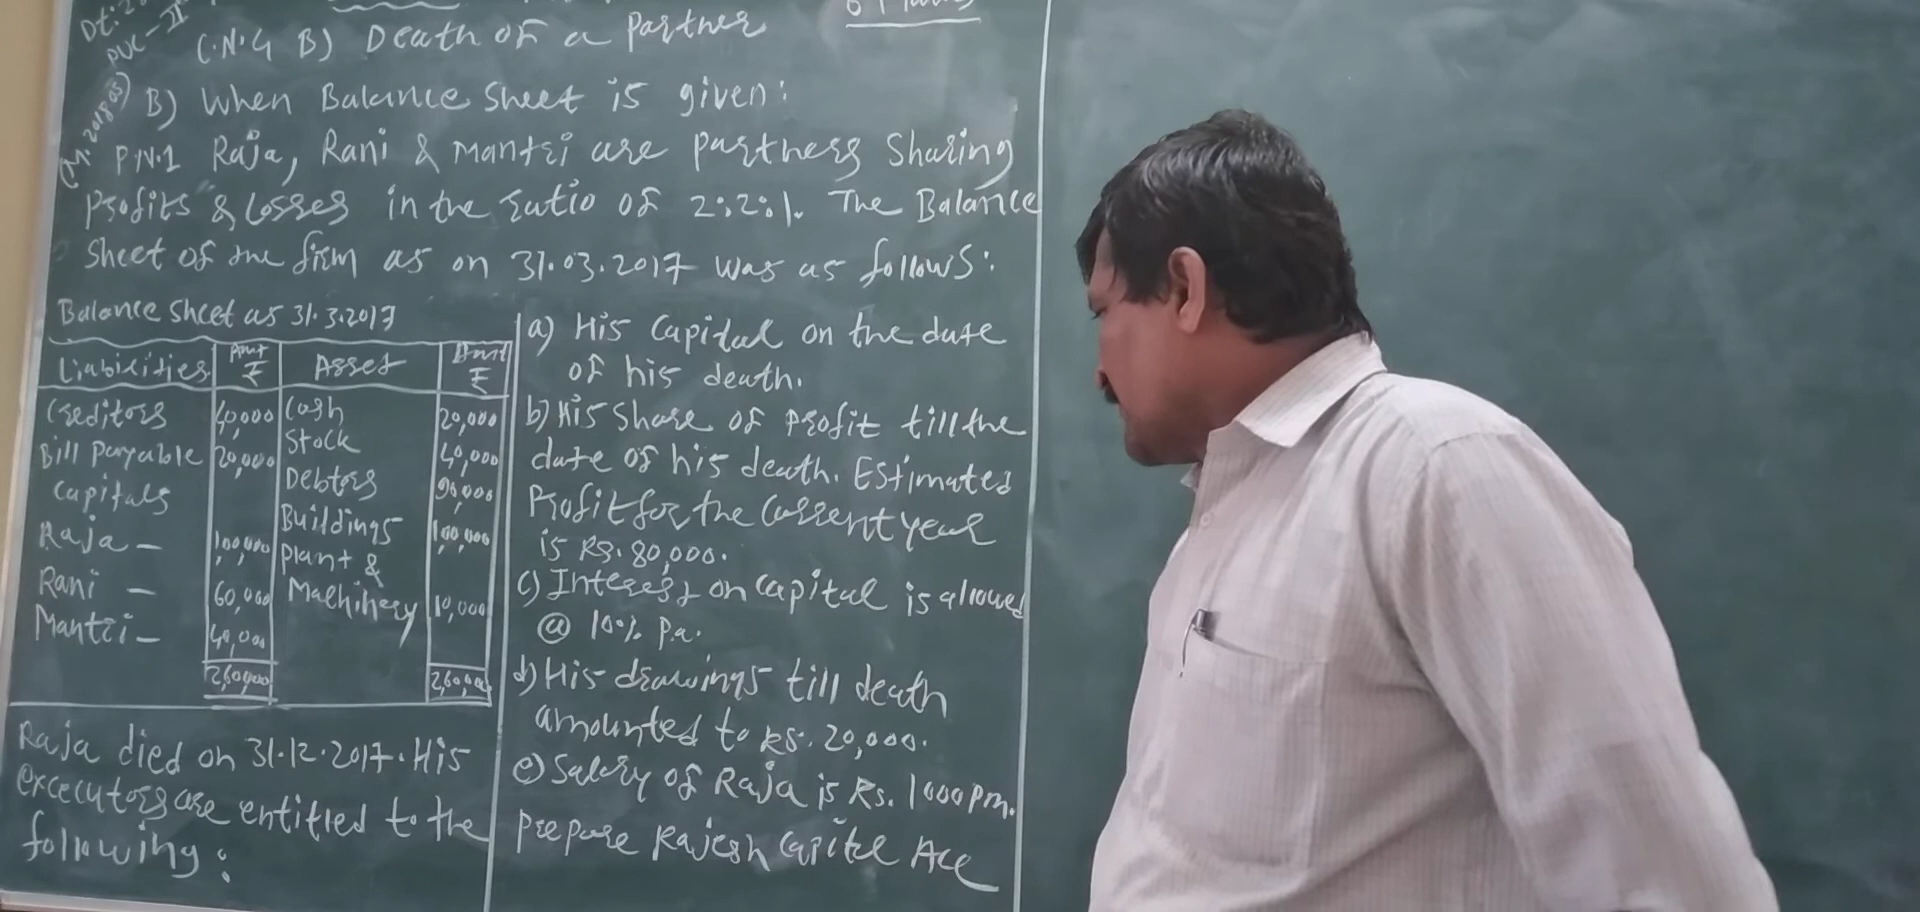 Dt:
PUC-II
(M. 2018 03)
(N.4 B) Death of a partner
B) When Balance Sheet is given:
P.N.1 Raja, Rani & Mantri are partners Sharing
Profits & Losses in the ratio of 2:2:1. The Balance
Sheet of the firm as on 31.03.2017 was as follows:
Balance sheet as 31.3.2017
Liabilities Amt ₹ Asset Amt ₹
Creditors 40,000 Cash 20,000
Bill Payable 20,000 Stock 40,000
Capitals Debtors 90,000
Raja - 1,00,000 Buildings 1,00,000
Rani - 60,000 Plant & Machinery 10,000
Mantri - 40,000
2,60,000 2,60,000
Raja died on 31.12.2017. His
excecutors are entitled to the
following:
a) His Capital on the date
of his death.
b) His Share of Profit till the
date of his death. Estimated
Profit for the Current year
is Rs. 80,000.
c) Interest on capital is allowed
@ 10% p.a.
d) His drawings till death
amounted to Rs. 20,000.
e) Salary of Raja is Rs. 1000 Pm.
Prepare Rajesh Capital Acc